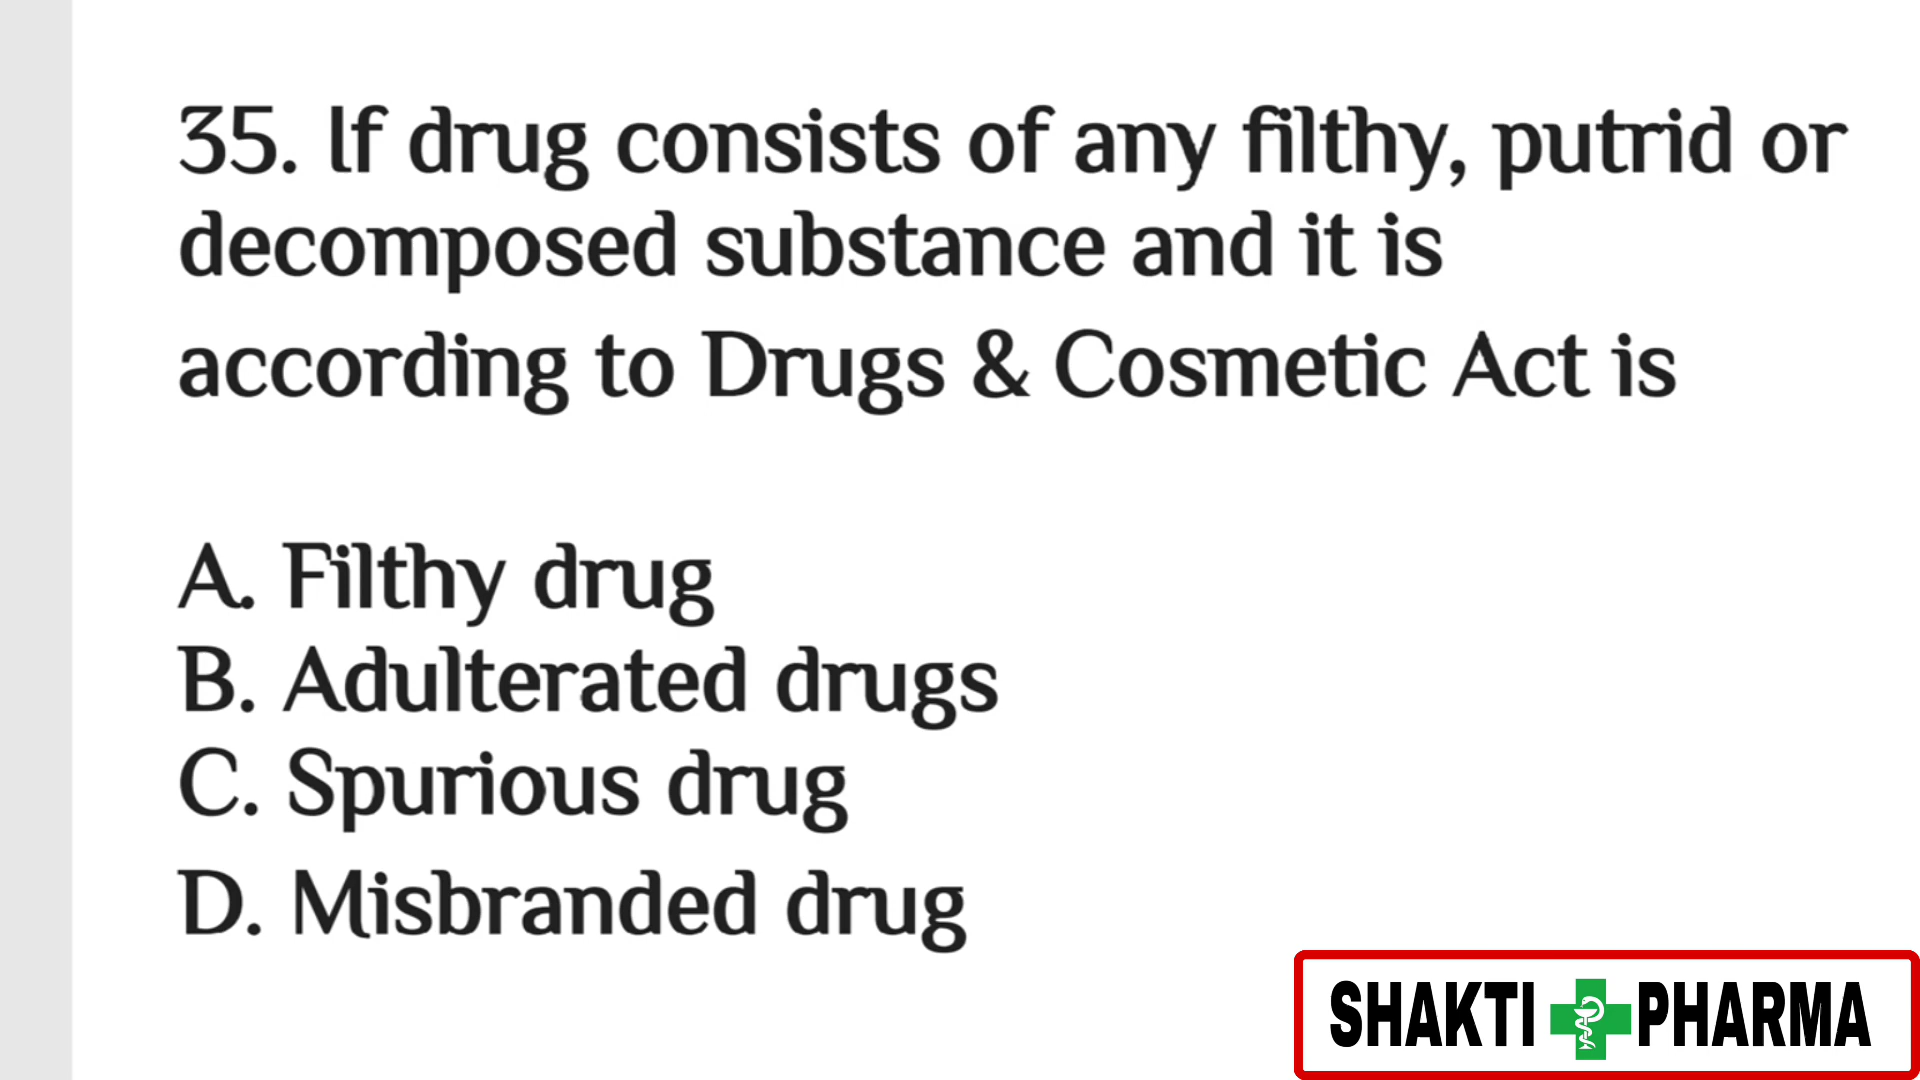 35. If drug consists of any filthy, putrid or
decomposed substance and it is
according to Drugs & Cosmetic Act is
A. Filthy drug
B. Adulterated drugs
C. Spurious drug
D. Misbranded drug
SHAKTI PHARMA